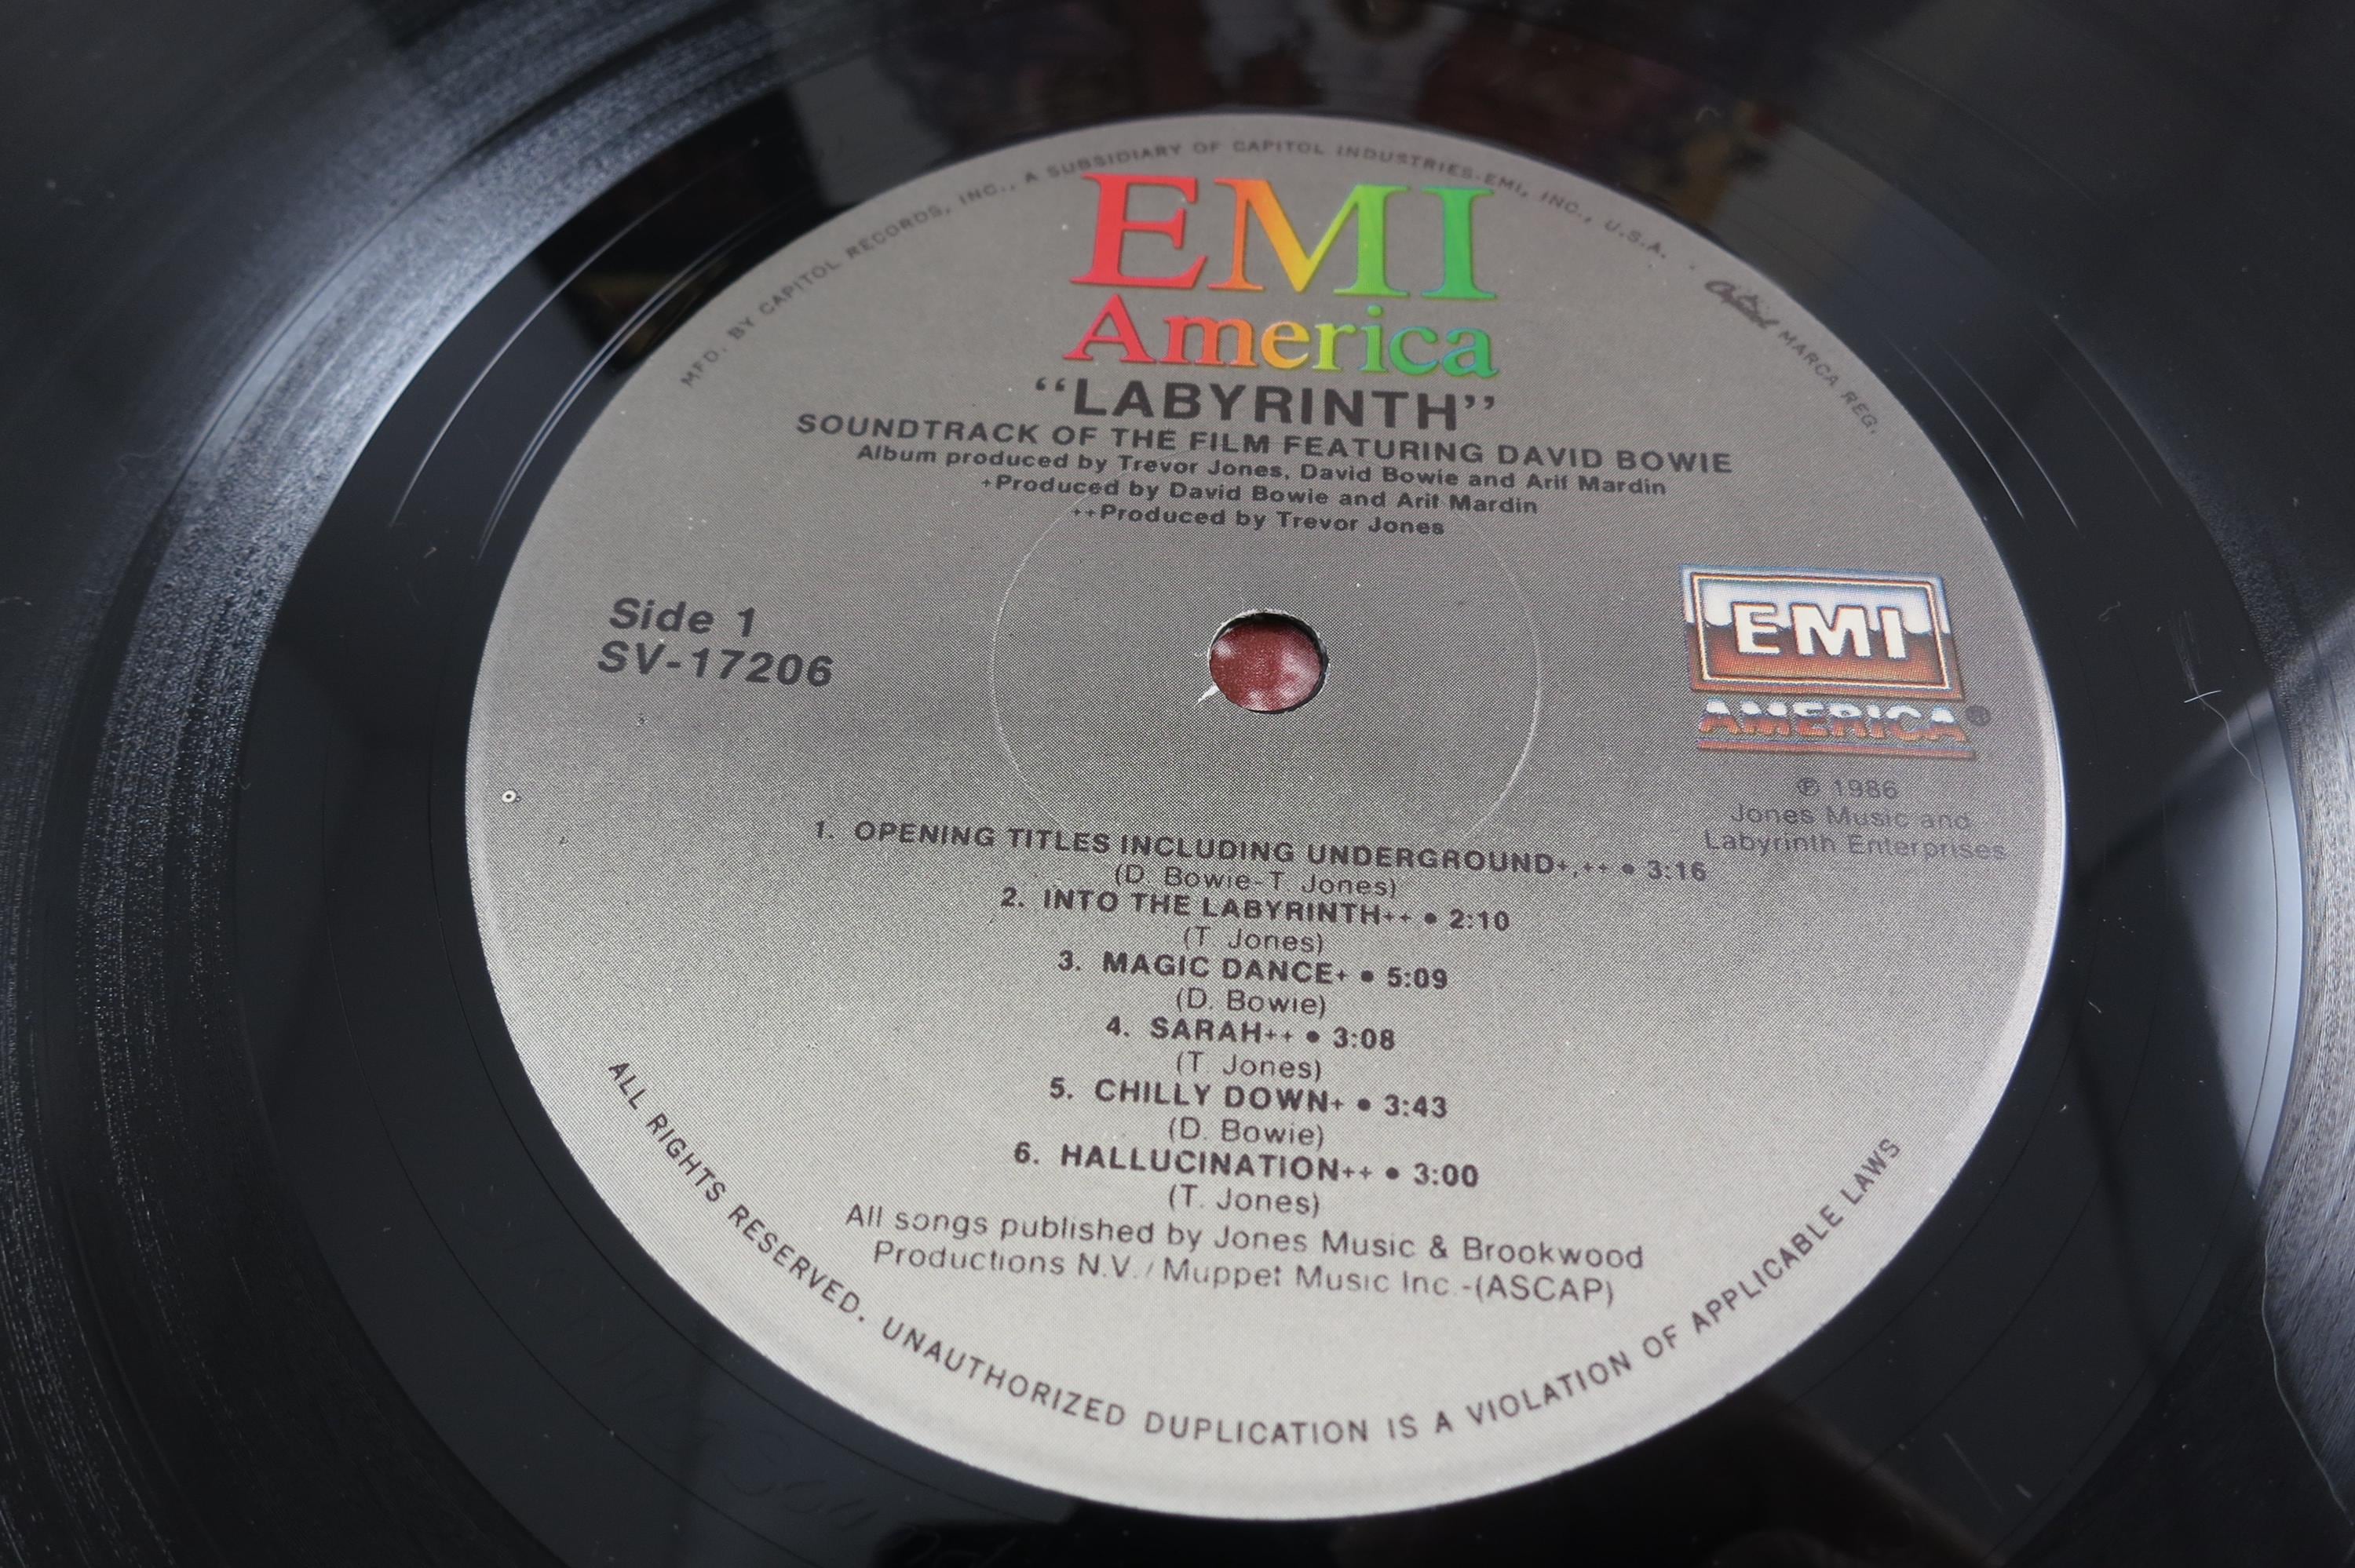 MFD. BY CAPITOL RECORDS, INC., A SUBSIDIARY OF CAPITOL INDUSTRIES-EMI, INC., U.S.A. · Capitol MARCA REG.
EMI
America
“LABYRINTH”
SOUNDTRACK OF THE FILM FEATURING DAVID BOWIE
Album produced by Trevor Jones, David Bowie and Arif Mardin
+Produced by David Bowie and Arif Mardin
++Produced by Trevor Jones
Side 1
SV-17206
EMI
AMERICA®
℗ 1986
Jones Music and
Labyrinth Enterprises
1. OPENING TITLES INCLUDING UNDERGROUND+,++ • 3:16
(D. Bowie-T. Jones)
2. INTO THE LABYRINTH++ • 2:10
(T. Jones)
3. MAGIC DANCE+ • 5:09
(D. Bowie)
4. SARAH++ • 3:08
(T. Jones)
5. CHILLY DOWN+ • 3:43
(D. Bowie)
6. HALLUCINATION++ • 3:00
(T. Jones)
All songs published by Jones Music & Brookwood
Productions N.V./Muppet Music Inc.-(ASCAP)
ALL RIGHTS RESERVED. UNAUTHORIZED DUPLICATION IS A VIOLATION OF APPLICABLE LAWS